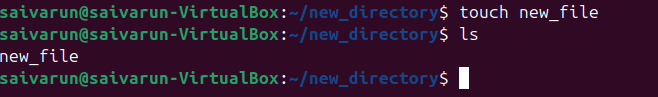 saivarun@saivarun-VirtualBox:~/new_directory$ touch new_file
saivarun@saivarun-VirtualBox:~/new_directory$ ls
new_file
saivarun@saivarun-VirtualBox:~/new_directory$